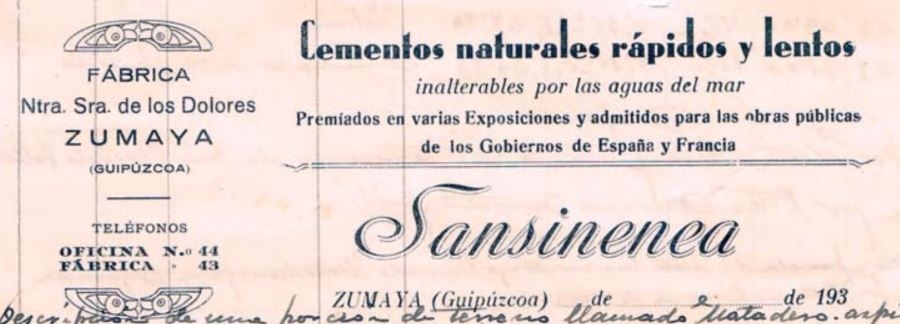 FÁBRICA
Ntra. Sra. de los Dolores
ZUMAYA
(GUIPÚZCOA)
TELÉFONOS
OFICINA N.o 44
FÁBRICA " 43
Cementos naturales rápidos y lentos
inalterables por las aguas del mar
Premiados en varias Exposiciones y admitidos para las obras públicas
de los Gobiernos de España y Francia
Sansinenea
ZUMAYA (Guipúzcoa) de de 193
Descripción de una porcion de terreno llamado Matadero